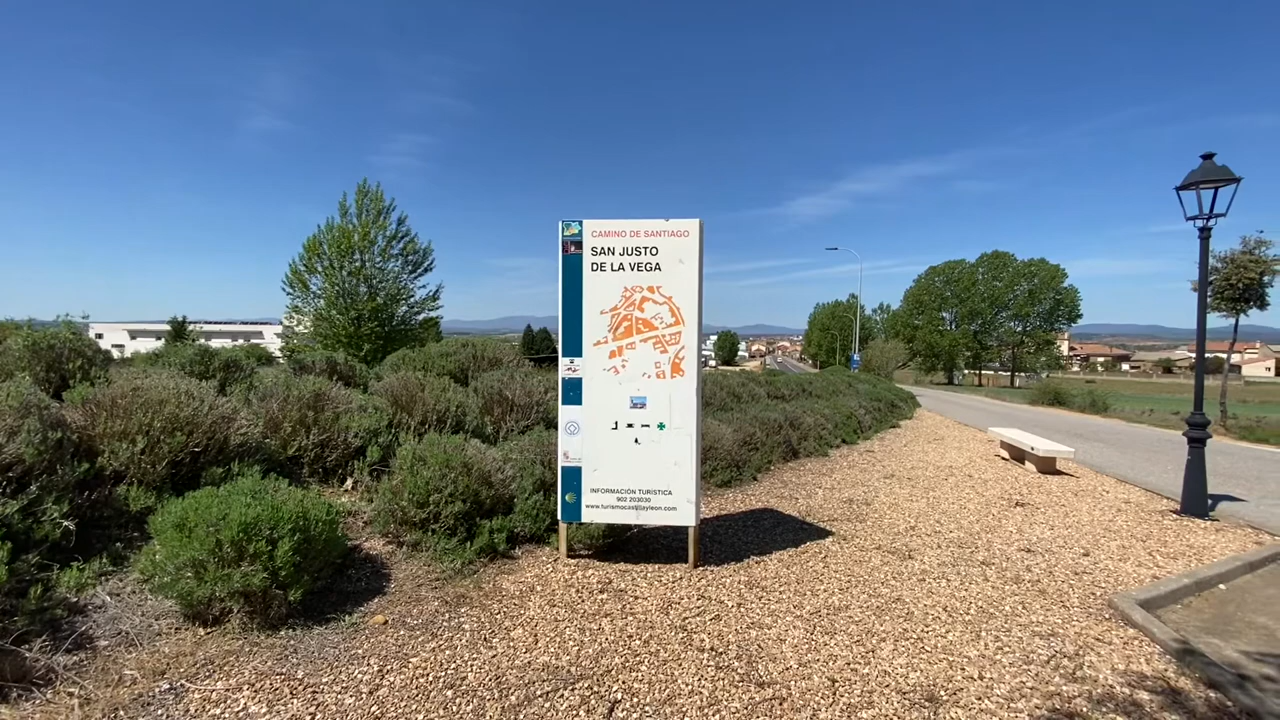 CAMINO DE SANTIAGO
SAN JUSTO
DE LA VEGA
INFORMACIÓN TURÍSTICA
902 203030
www.turismocastillayleon.com